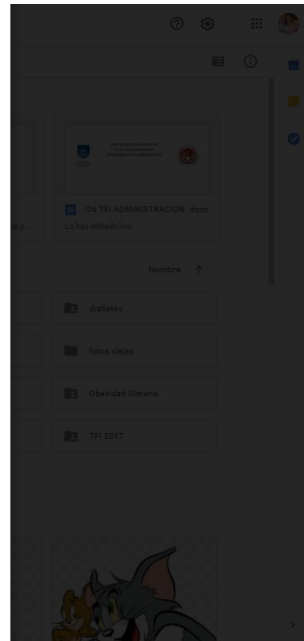 /06 TFI ADMINISTRACION .docx
Lo has editado hoy
Nombre
diabetes
fotos viejas
Obesidad Gimena
TFI 2017